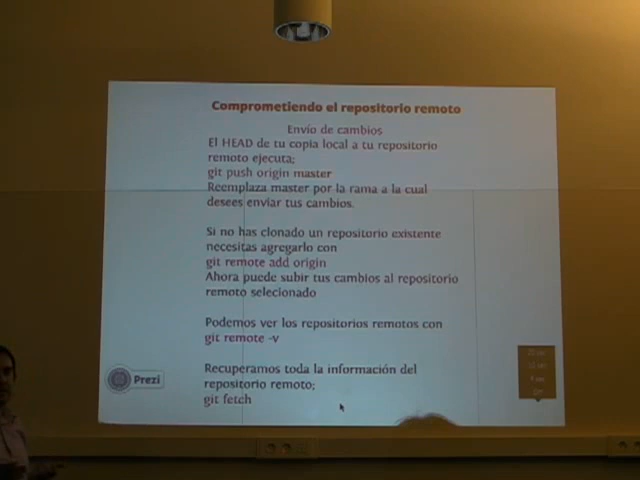 Comprometiendo el repositorio remoto
Envío de cambios
El HEAD de tu copia local a tu repositorio
remoto ejecuta;
git push origin master
Reemplaza master por la rama a la cual
desees enviar tus cambios.
Si no has clonado un repositorio existente
necesitas agregarlo con
git remote add origin
Ahora puede subir tus cambios al repositorio
remoto selecionado
Podemos ver los repositorios remotos con
git remote -v
Recuperamos toda la información del
repositorio remoto;
git fetch
Prezi